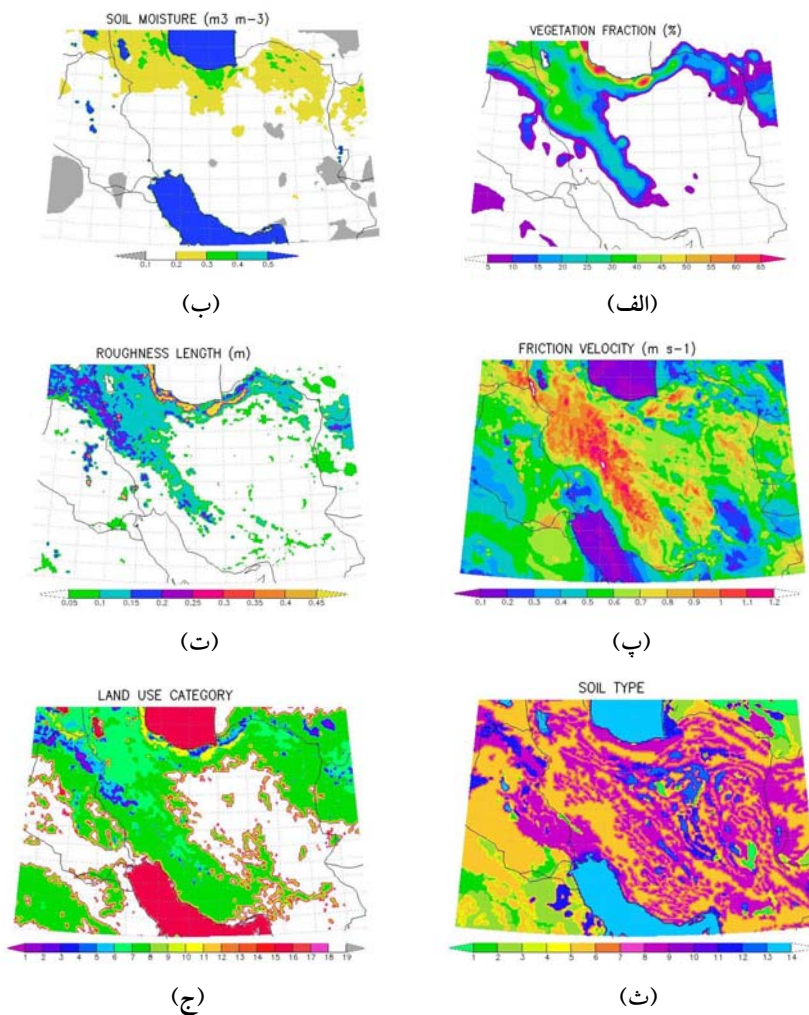 SOIL MOISTURE (m3 m-3)
0.1 0.2 0.3 0.4 0.5
(ب)
VEGETATION FRACTION (%)
5 10 15 20 25 30 40 45 50 55 60 65
(الف)
ROUGHNESS LENGTH (m)
0.05 0.1 0.15 0.2 0.25 0.3 0.35 0.4 0.45
(ت)
FRICTION VELOCITY (m s-1)
0.1 0.2 0.3 0.4 0.5 0.6 0.7 0.8 0.9 1 1.1 1.2
(پ)
LAND USE CATEGORY
1 2 3 4 5 6 7 8 10 11 12 13 14 15 16 17 18 19
(ج)
SOIL TYPE
1 2 3 4 5 6 7 8 9 10 11 12 13 14
(ث)